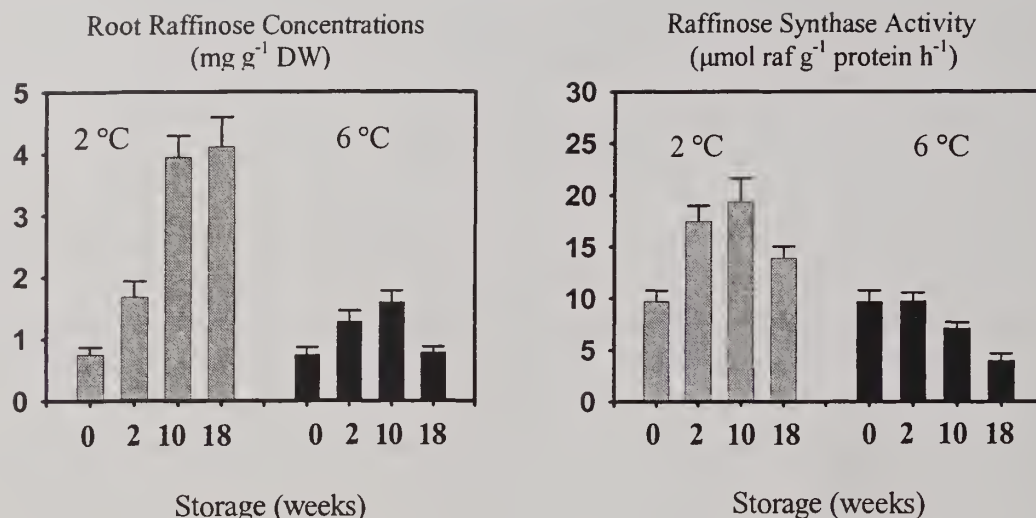 Root Raffinose Concentrations
(mg g⁻¹ DW)
5
4
3
2
1
0
2 °C
6 °C
0 2 10 18 0 2 10 18
Storage (weeks)
Raffinose Synthase Activity
(µmol raf g⁻¹ protein h⁻¹)
30
25
20
15
10
5
0
2 °C
6 °C
0 2 10 18 0 2 10 18
Storage (weeks)